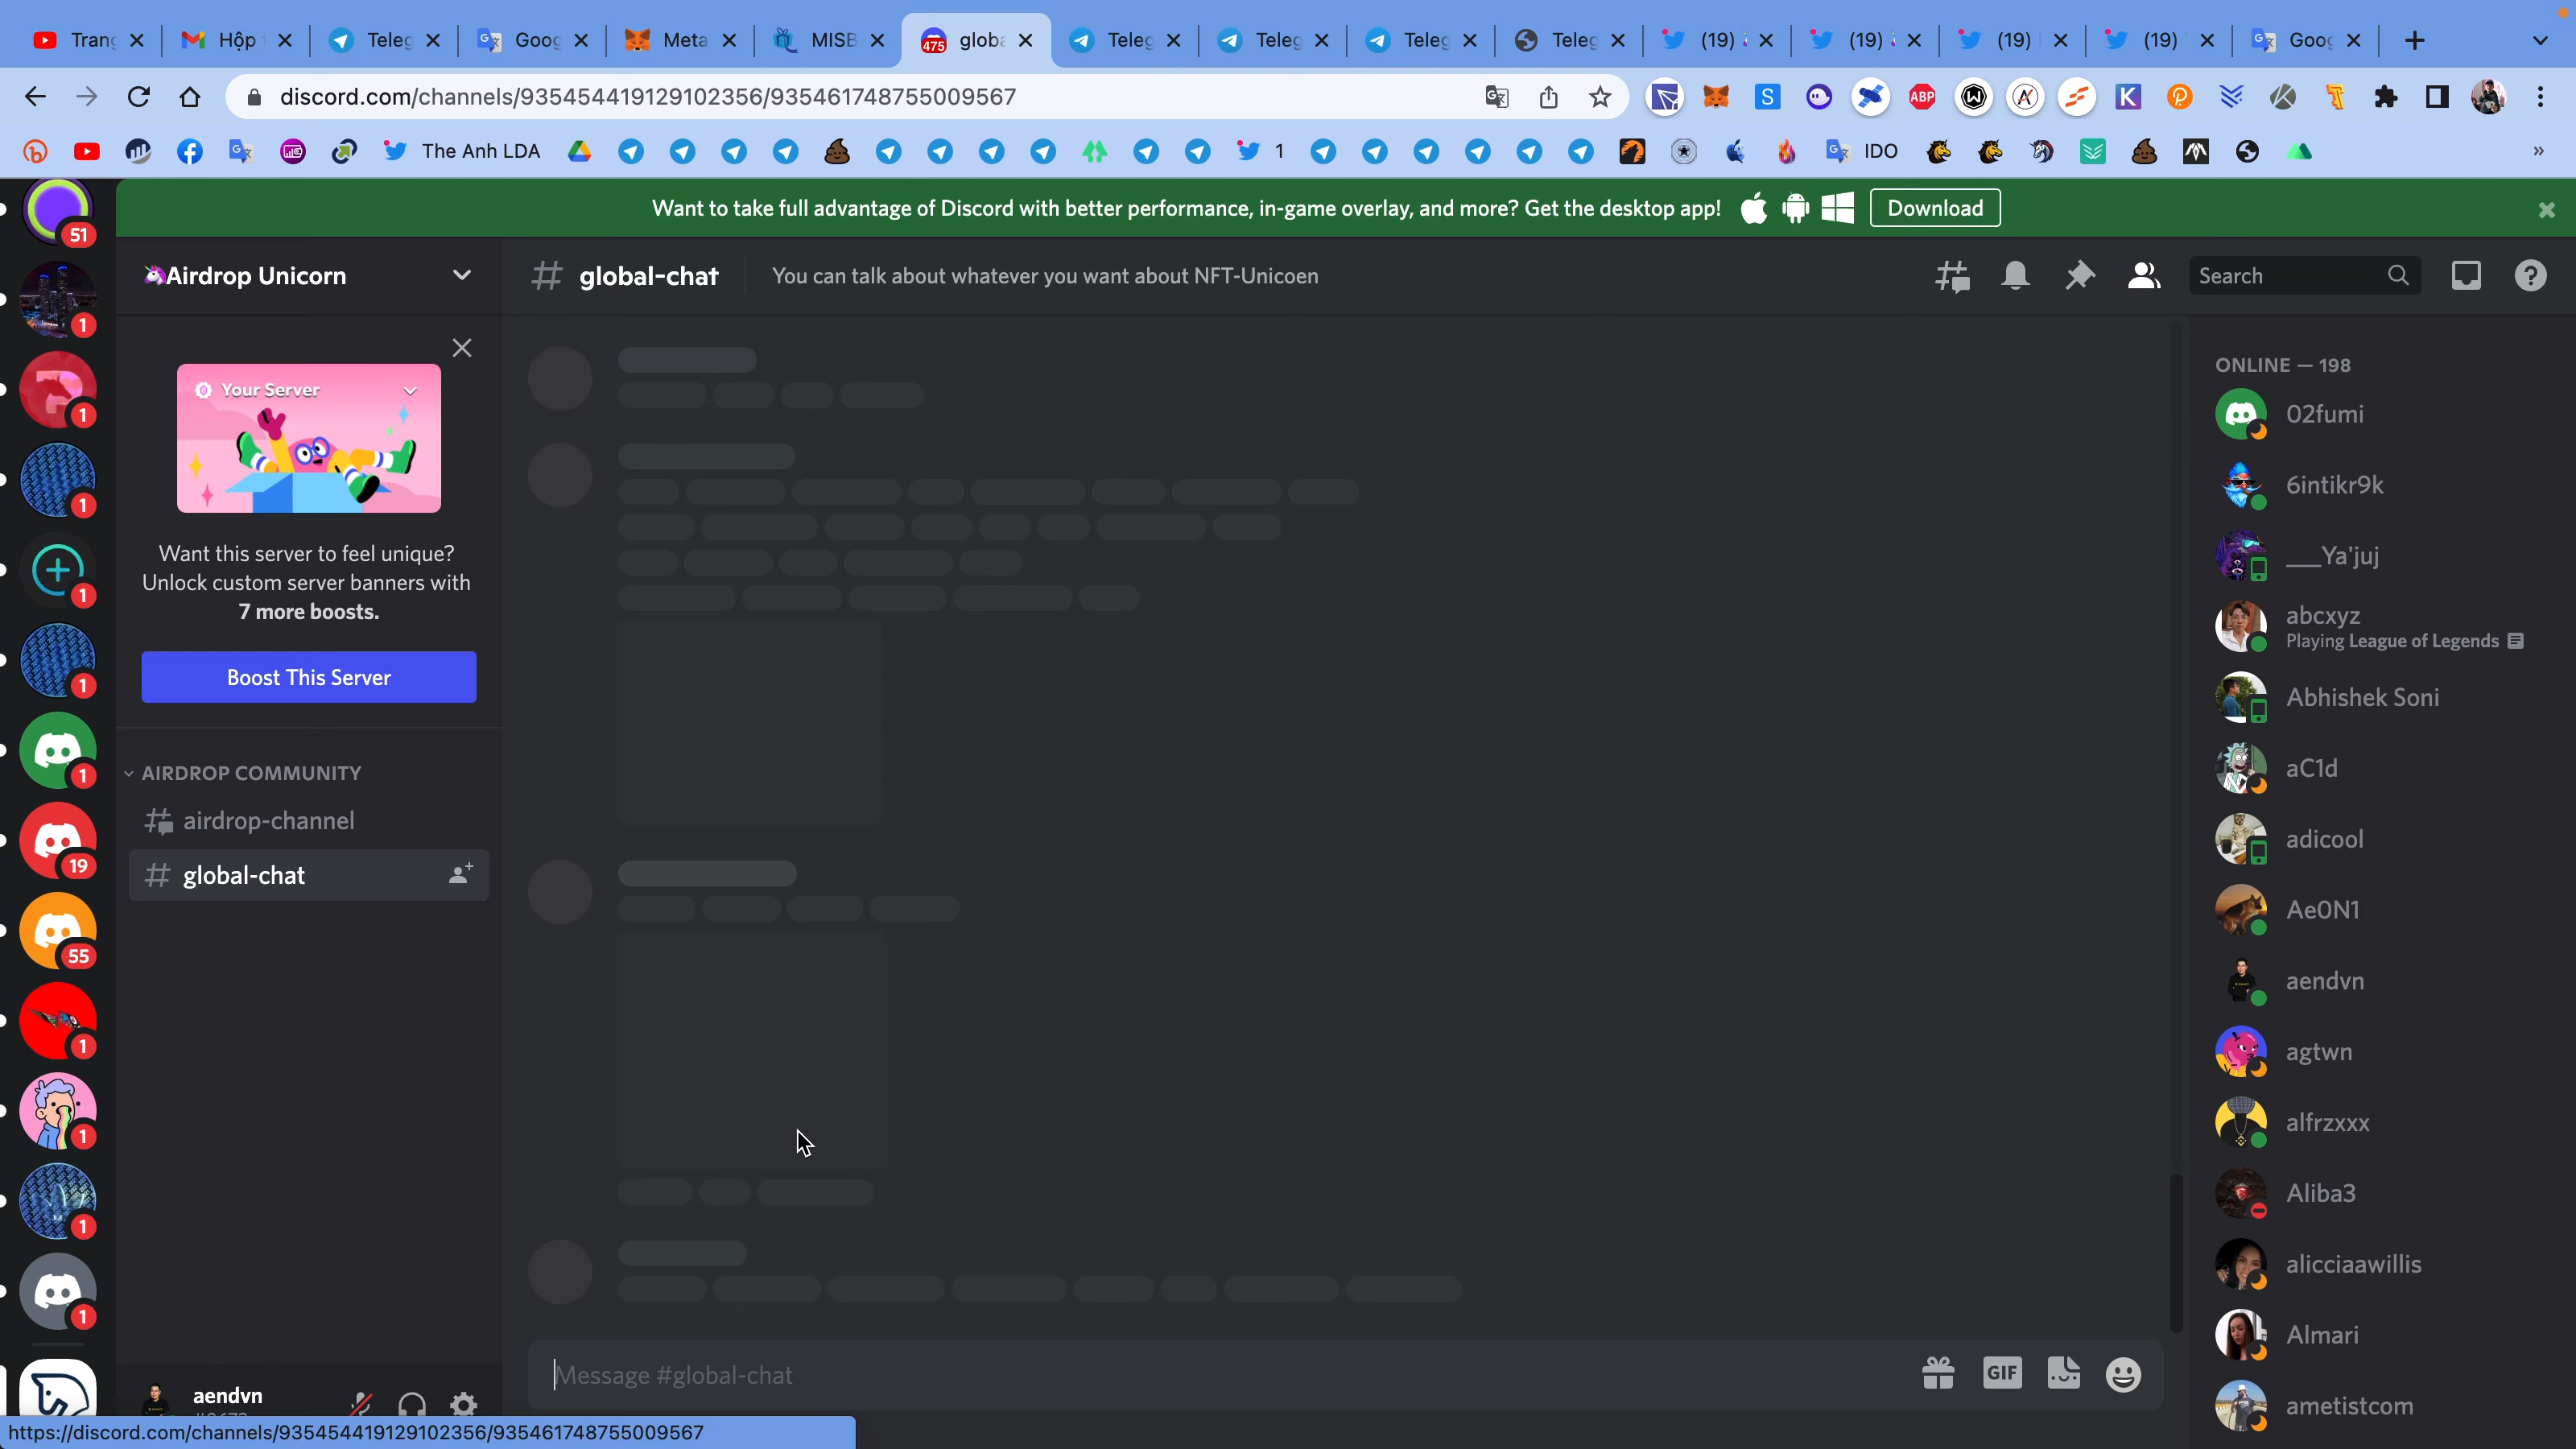 Trang
Hộp
Teleg
Goog
Meta
MISB
475
globa
Teleg
Teleg
Teleg
Teleg
(19)
(19)
(19)
(19)
Goog
discord.com/channels/935454419129102356/935461748755009567
ABP
The Anh LDA
1
IDO
Want to take full advantage of Discord with better performance, in-game overlay, and more? Get the desktop app!
Download
51
1
1
1
1
1
1
19
55
1
1
1
1
🦄Airdrop Unicorn
Your Server
Want this server to feel unique?
Unlock custom server banners with
7 more boosts.
Boost This Server
AIRDROP COMMUNITY
airdrop-channel
global-chat
aendvn
global-chat
You can talk about whatever you want about NFT-Unicoen
Search
Message #global-chat
GIF
ONLINE — 198
02fumi
6intikr9k
___Ya'juj
abcxyz
Playing League of Legends
Abhishek Soni
aC1d
adicool
Ae0N1
aendvn
agtwn
alfrzxxx
Aliba3
alicciaawillis
Almari
ametistcom
https://discord.com/channels/935454419129102356/935461748755009567